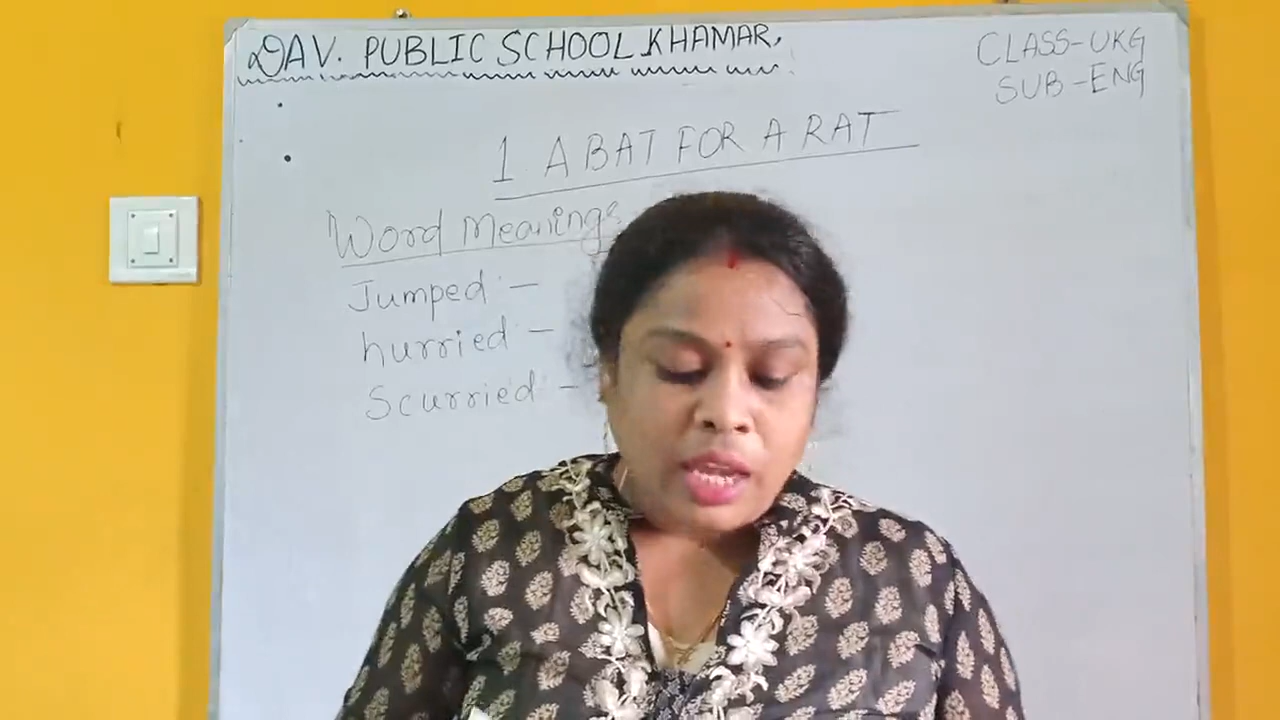 DAV. PUBLIC SCHOOL KHAMAR,
CLASS-UKG
SUB-ENG
1 A BAT FOR A RAT
Word Meanings
Jumped -
hurried -
Scurried -